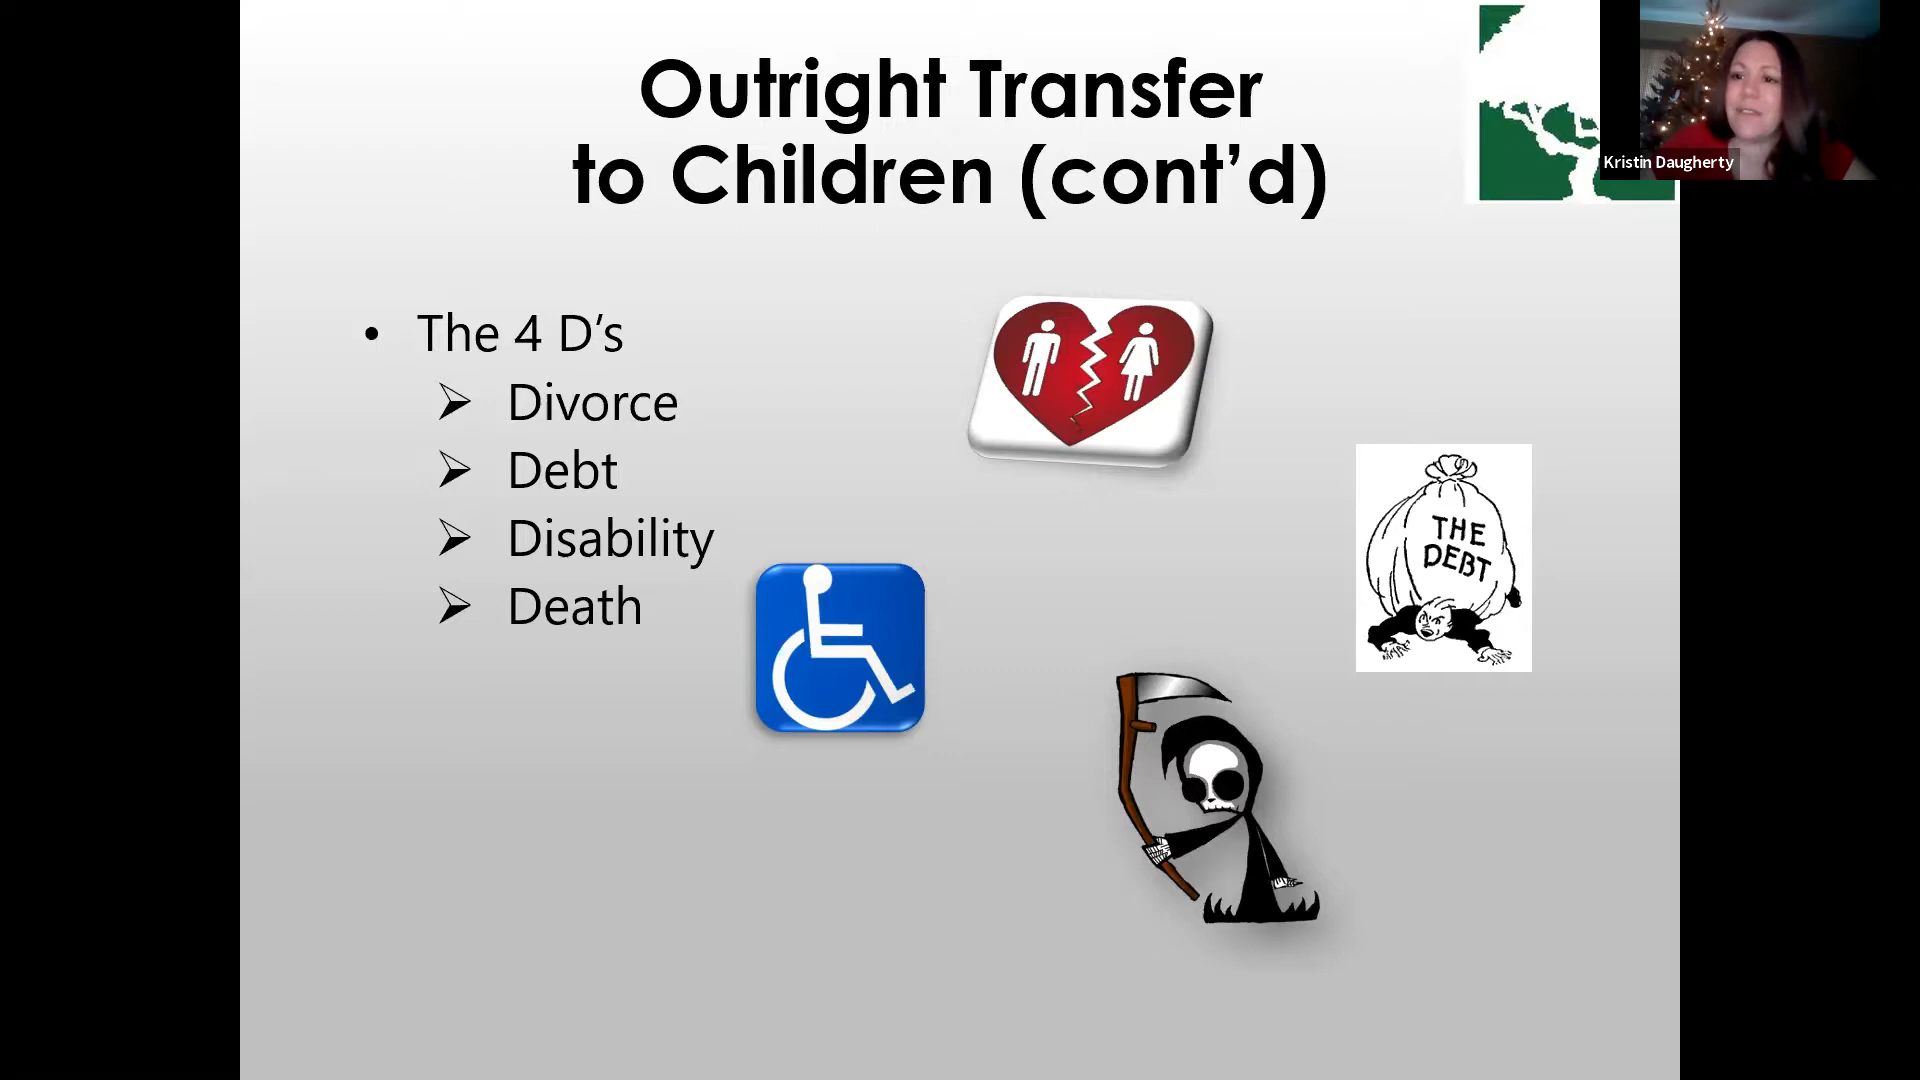 Outright Transfer
to Children (cont’d)
Kristin Daugherty
• The 4 D’s
➢ Divorce
➢ Debt
➢ Disability
➢ Death
THE
DEBT